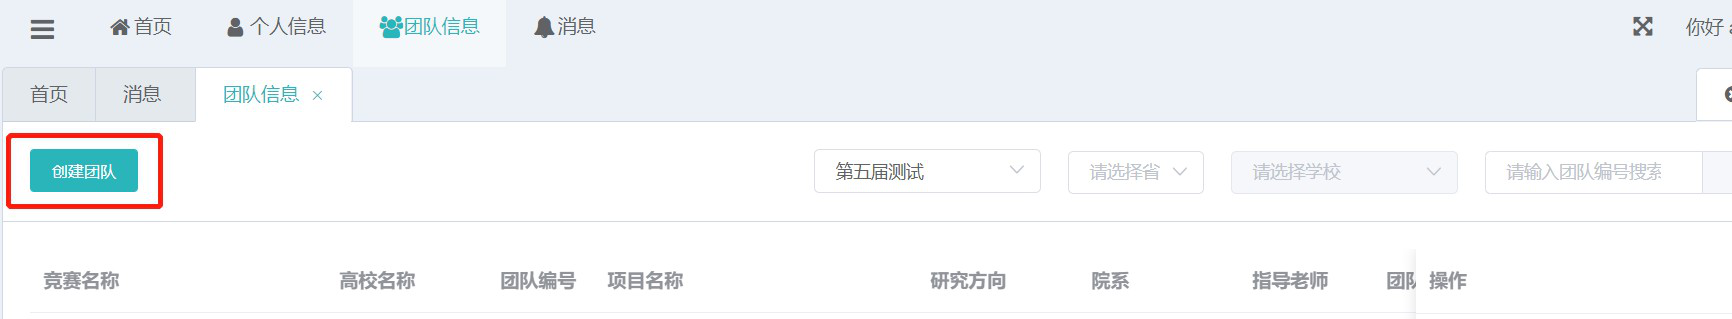 首页 个人信息 团队信息 消息 你好
首页 消息 团队信息 ×
创建团队 第五届测试 请选择省 请选择学校 请输入团队编号搜索
竞赛名称 高校名称 团队编号 项目名称 研究方向 院系 指导老师 团队 操作